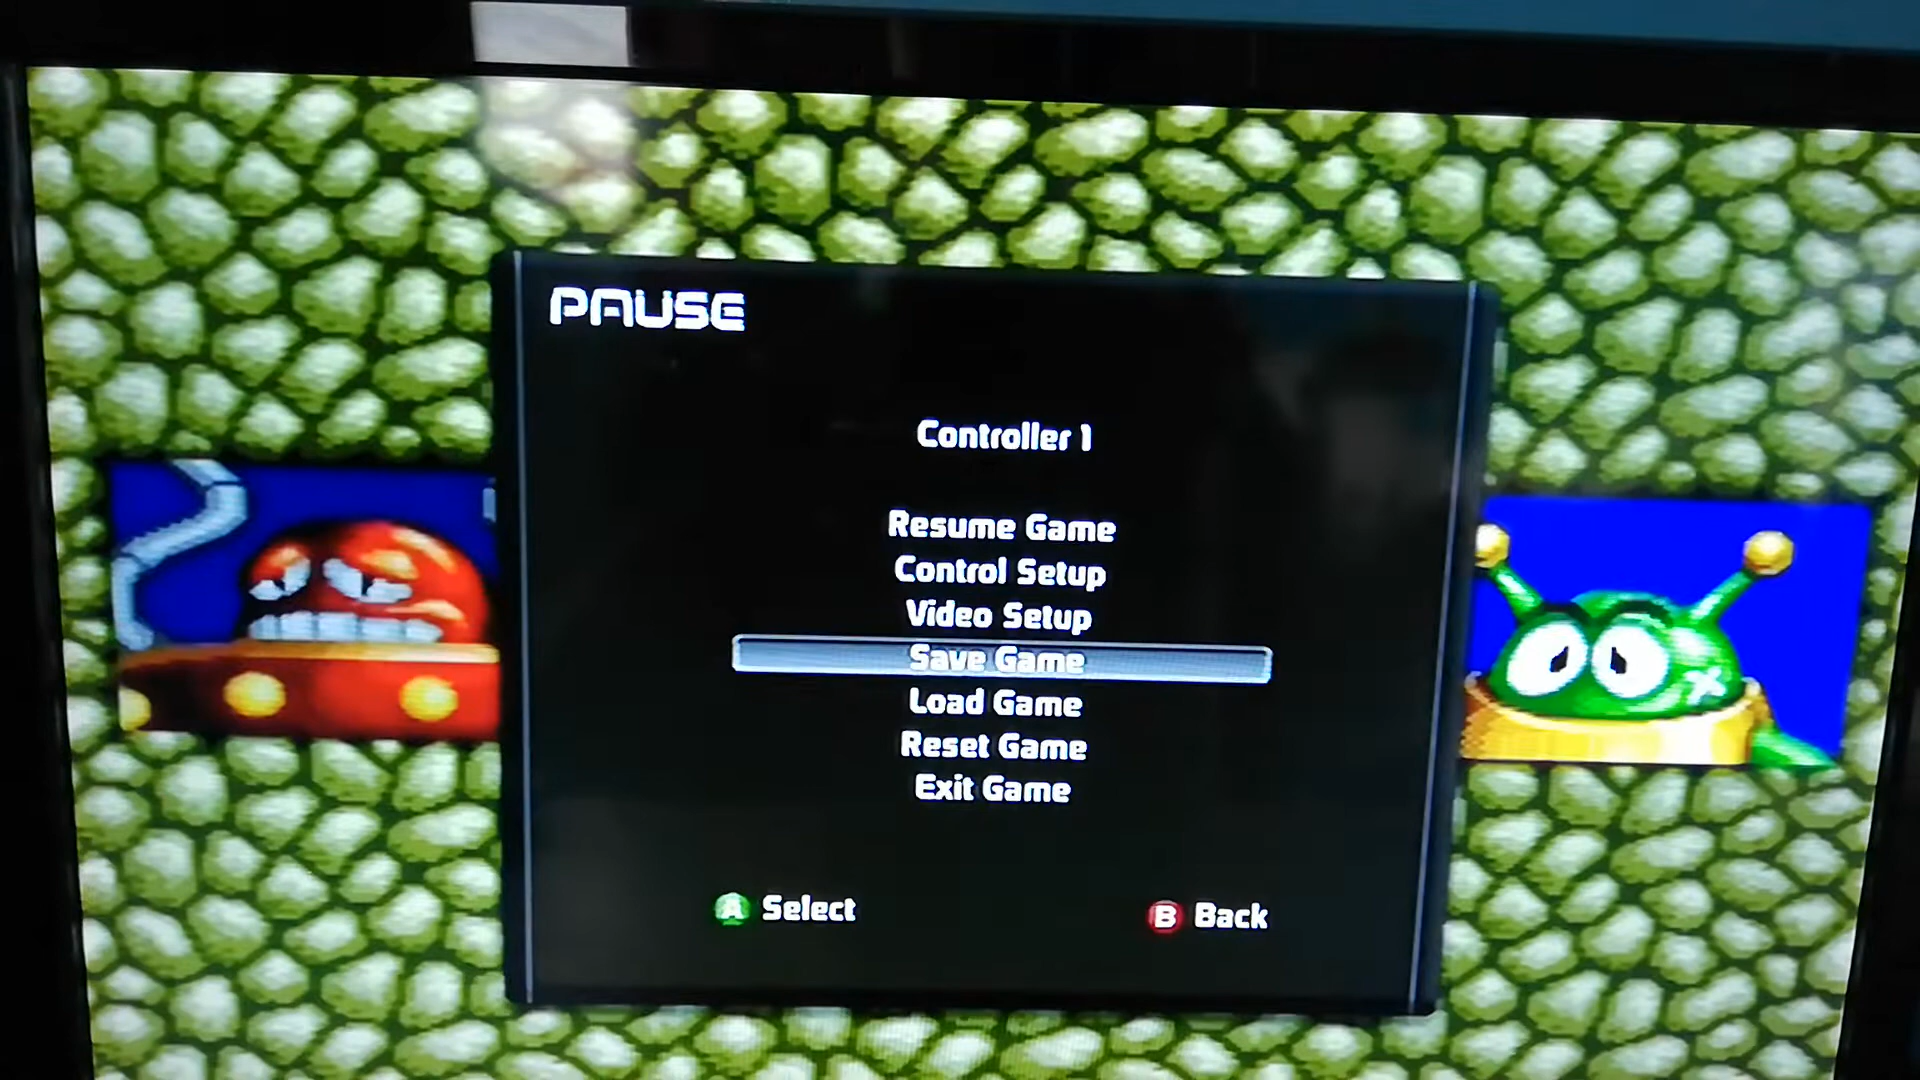 PAUSE
Controller 1
Resume Game
Control Setup
Video Setup
Save Game
Load Game
Reset Game
Exit Game
A Select
B Back